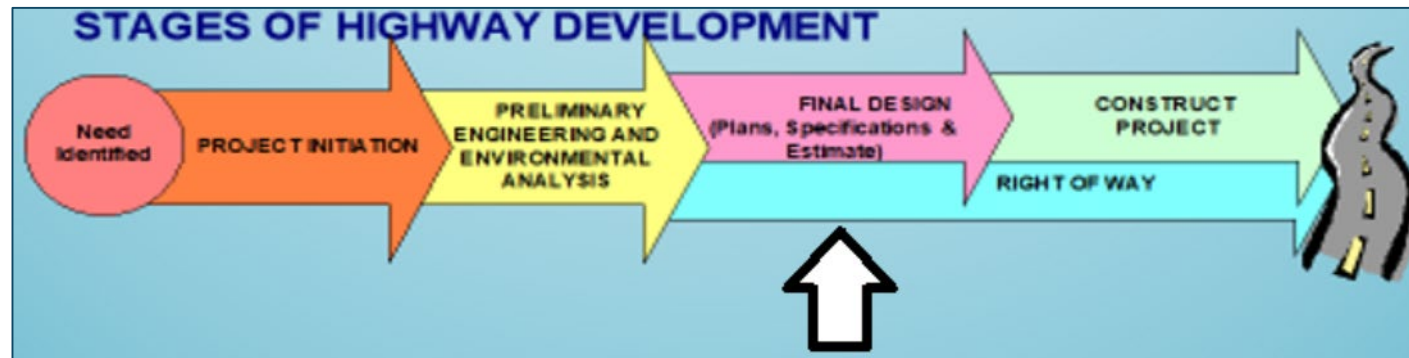 STAGES OF HIGHWAY DEVELOPMENT
Need
Identified
PROJECT INITIATION
PRELIMINARY
ENGINEERING AND
ENVIRONMENTAL
ANALYSIS
FINAL DESIGN
(Plans, Specifications &
Estimate)
CONSTRUCT
PROJECT
RIGHT OF WAY